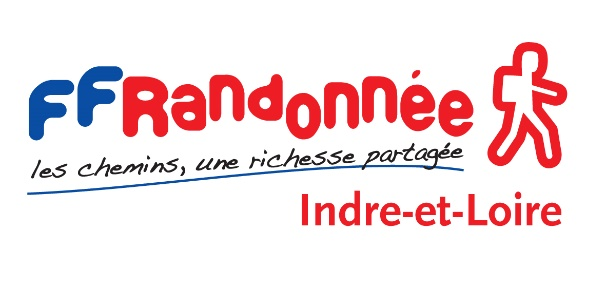 FFRandonnée
les chemins, une richesse partagée
Indre-et-Loire